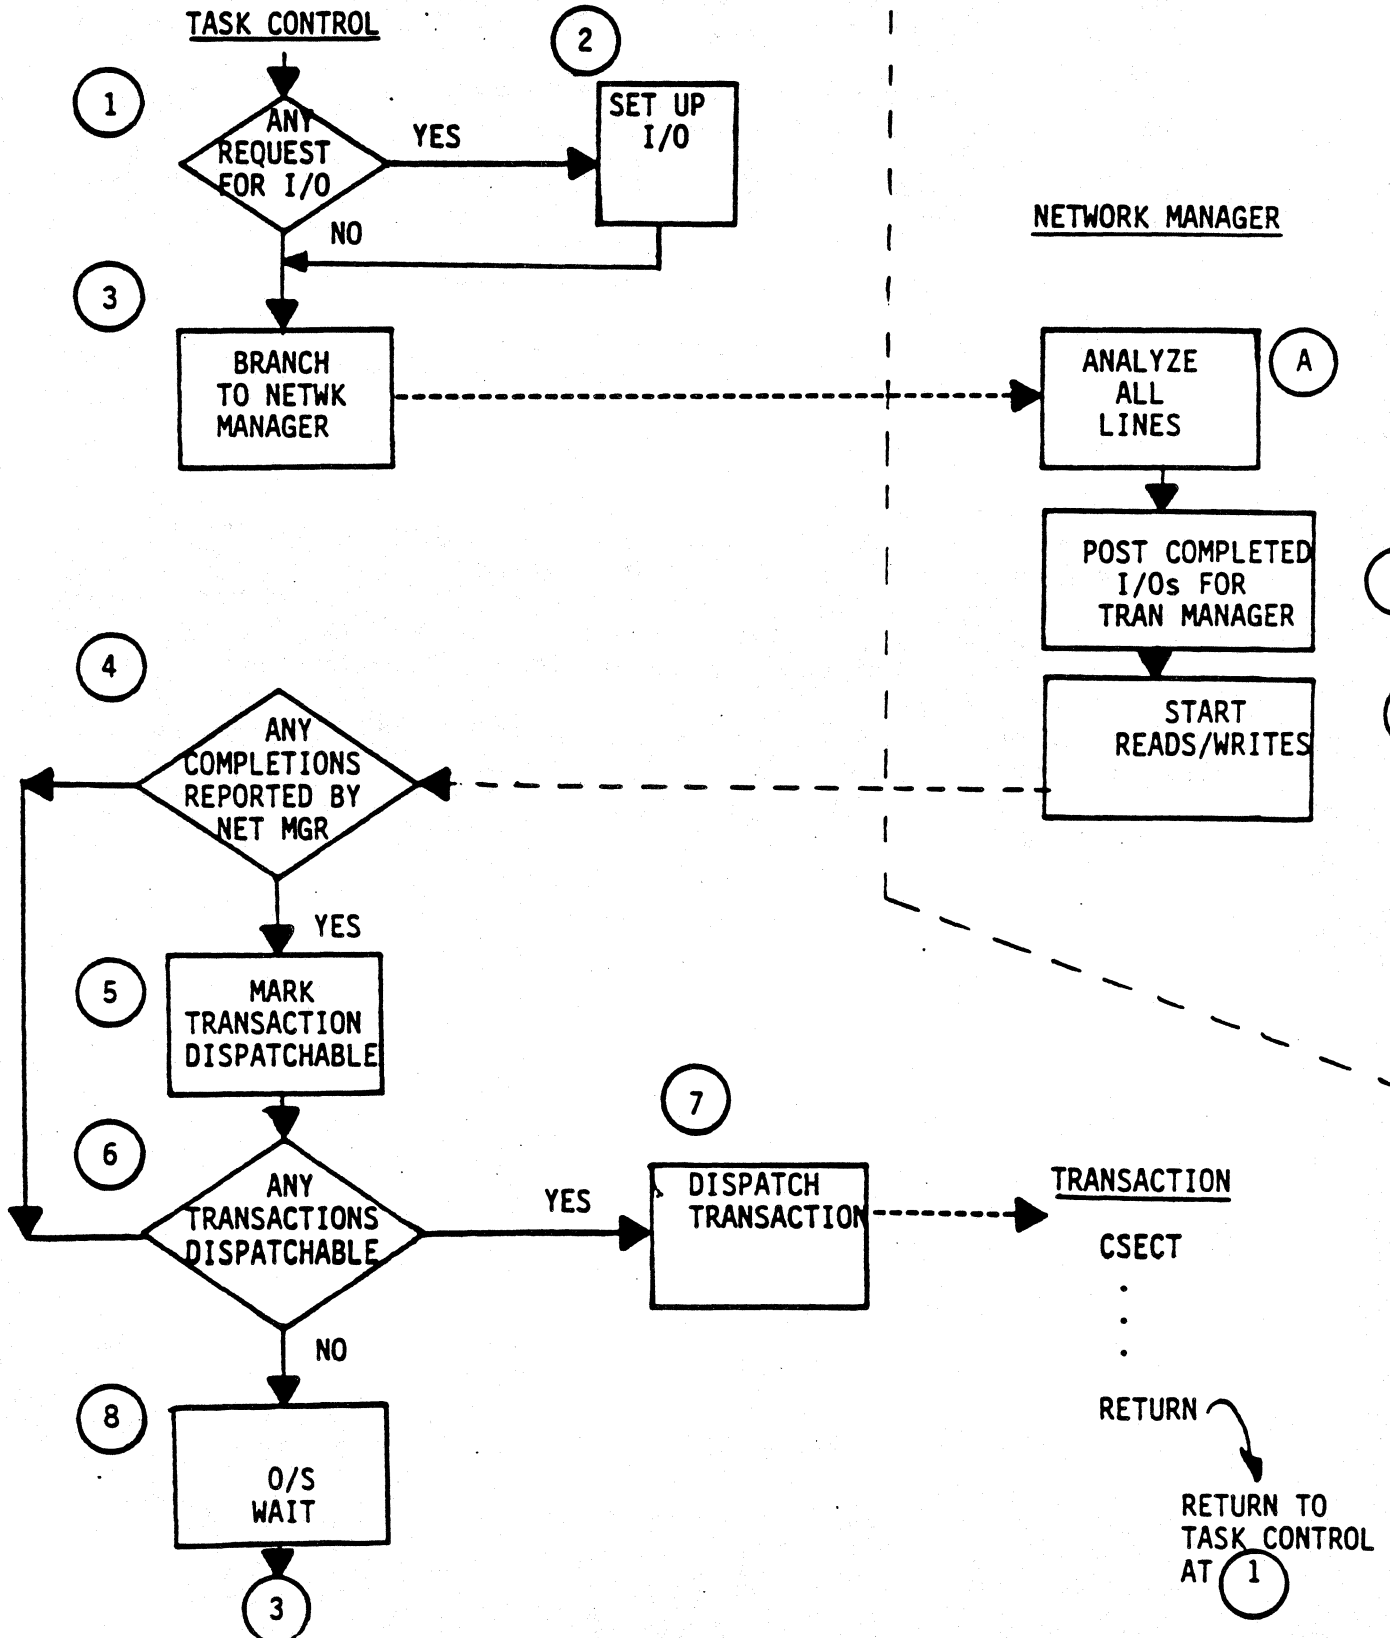 TASK CONTROL
1
2
ANY
REQUEST
FOR I/O
YES
SET UP
I/O
NO
3
BRANCH
TO NETWK
MANAGER
NETWORK MANAGER
ANALYZE
ALL
LINES
A
POST COMPLETED
I/Os FOR
TRAN MANAGER
START
READS/WRITES
4
ANY
COMPLETIONS
REPORTED BY
NET MGR
YES
5
MARK
TRANSACTION
DISPATCHABLE
6
ANY
TRANSACTIONS
DISPATCHABLE
YES
7
DISPATCH
TRANSACTION
TRANSACTION
CSECT
.
.
.
RETURN
RETURN TO
TASK CONTROL
AT 1
NO
8
O/S
WAIT
3